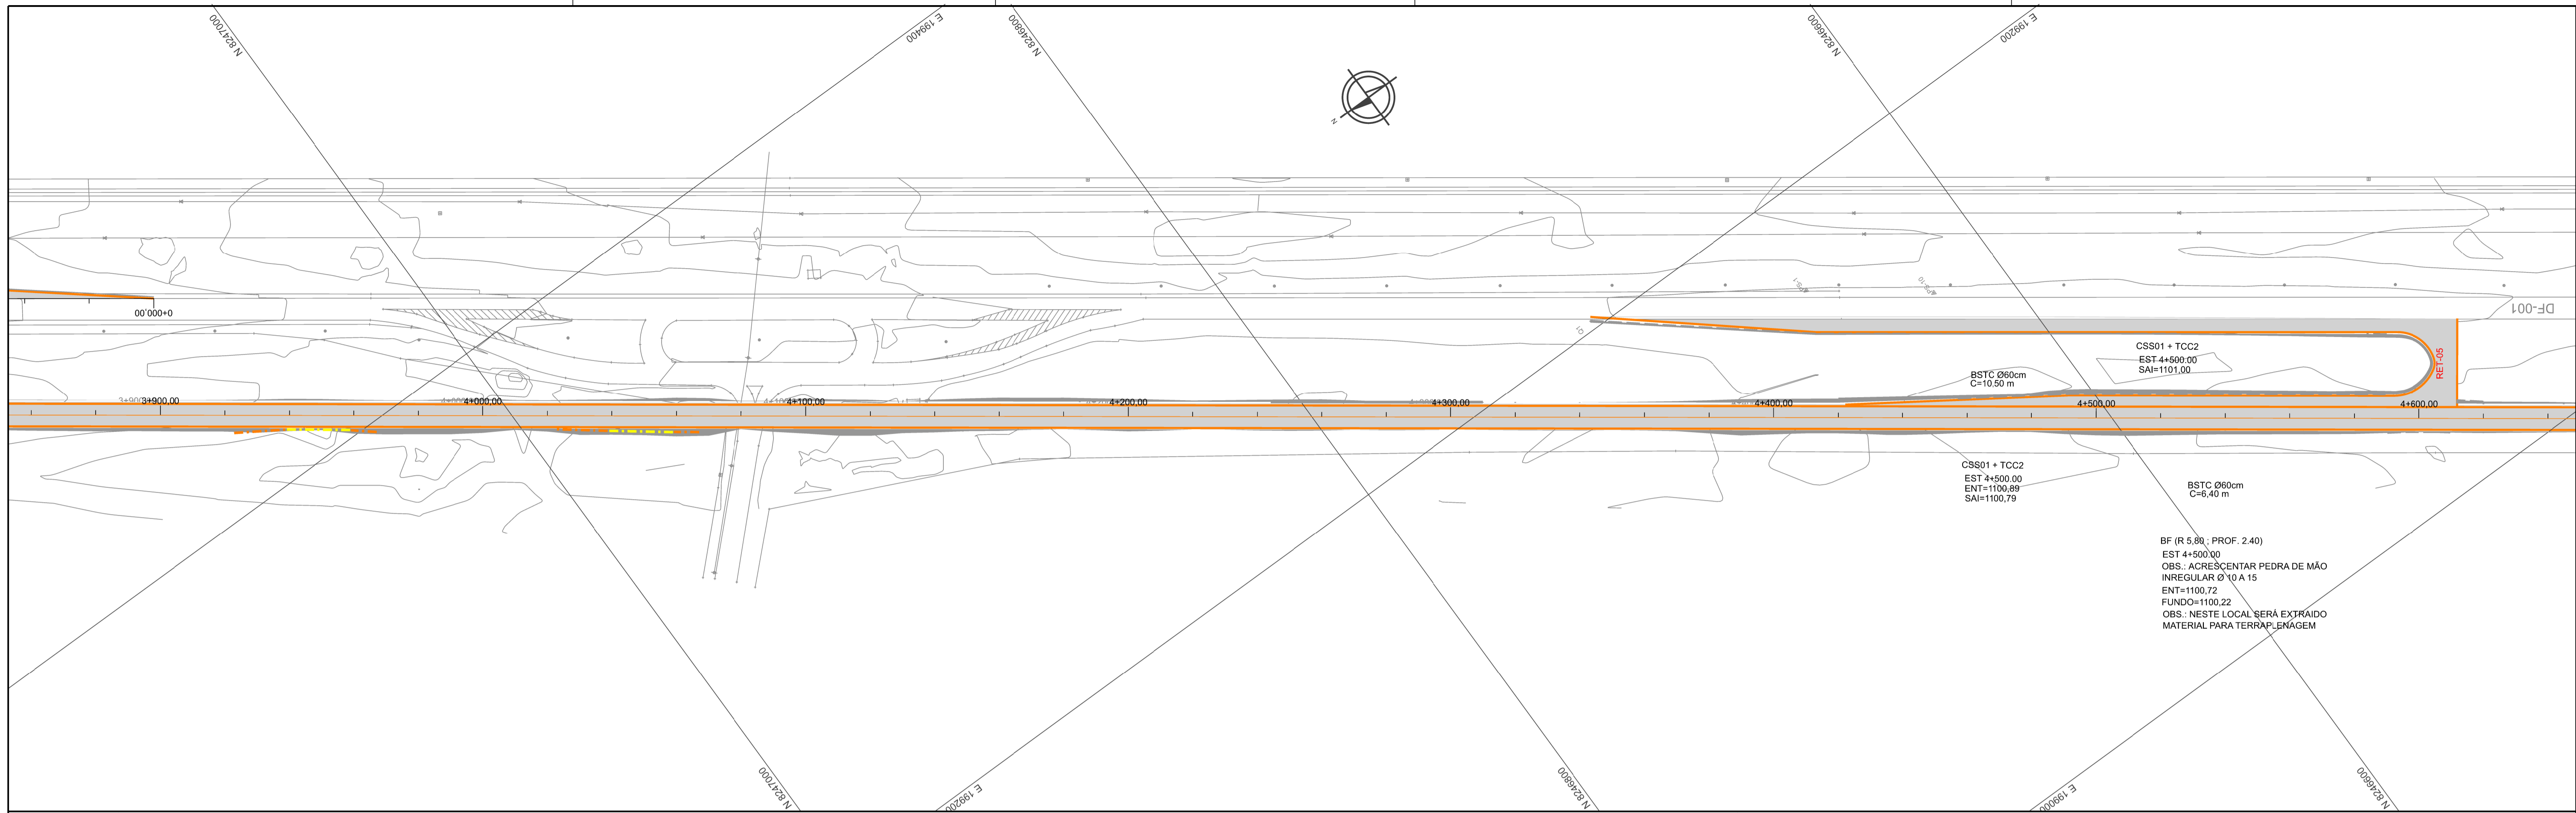 N 8247000
E 199400
N 8246800
N 8246600
E 199200
N
0+000,00
DF-001
CSS01 + TCC2
EST 4+500.00
SAI=1101,00
BSTC Ø60cm
C=10.50 m
RET-05
3+900,00
4+000,00
4+100,00
4+200,00
4+300,00
4+400,00
4+500,00
4+600,00
CSS01 + TCC2
EST 4+500.00
ENT=1100,89
SAI=1100,79
BSTC Ø60cm
C=6,40 m
BF (R 5,80 ; PROF. 2.40)
EST 4+500.00
OBS.: ACRESCENTAR PEDRA DE MÃO
INREGULAR Ø 10 A 15
ENT=1100,72
FUNDO=1100,22
OBS.: NESTE LOCAL SERÁ EXTRAIDO
MATERIAL PARA TERRAPLENAGEM
N 8247000
E 199200
N 8246800
E 199000
N 8246600